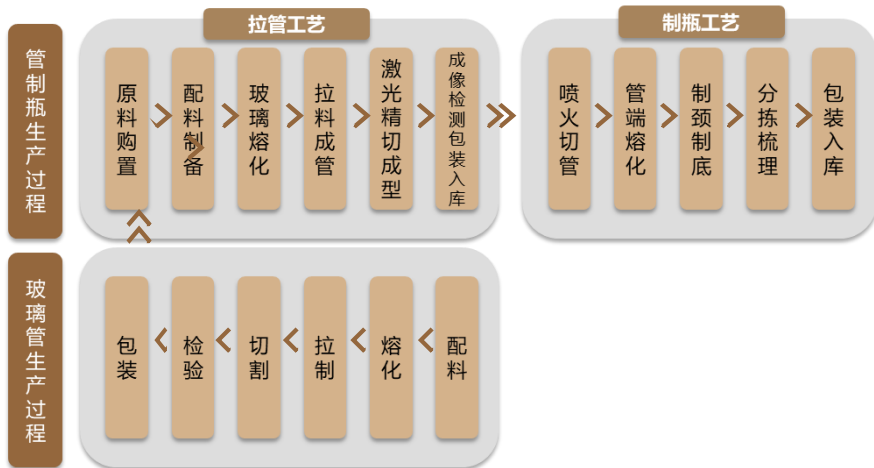 拉管工艺
制瓶工艺
管制瓶生产过程
原料购置
配料制备
玻璃熔化
拉料成管
激光精切成型
成像检测包装入库
喷火切管
管端熔化
制颈制底
分拣梳理
包装入库
玻璃管生产过程
包装
检验
切割
拉制
熔化
配料